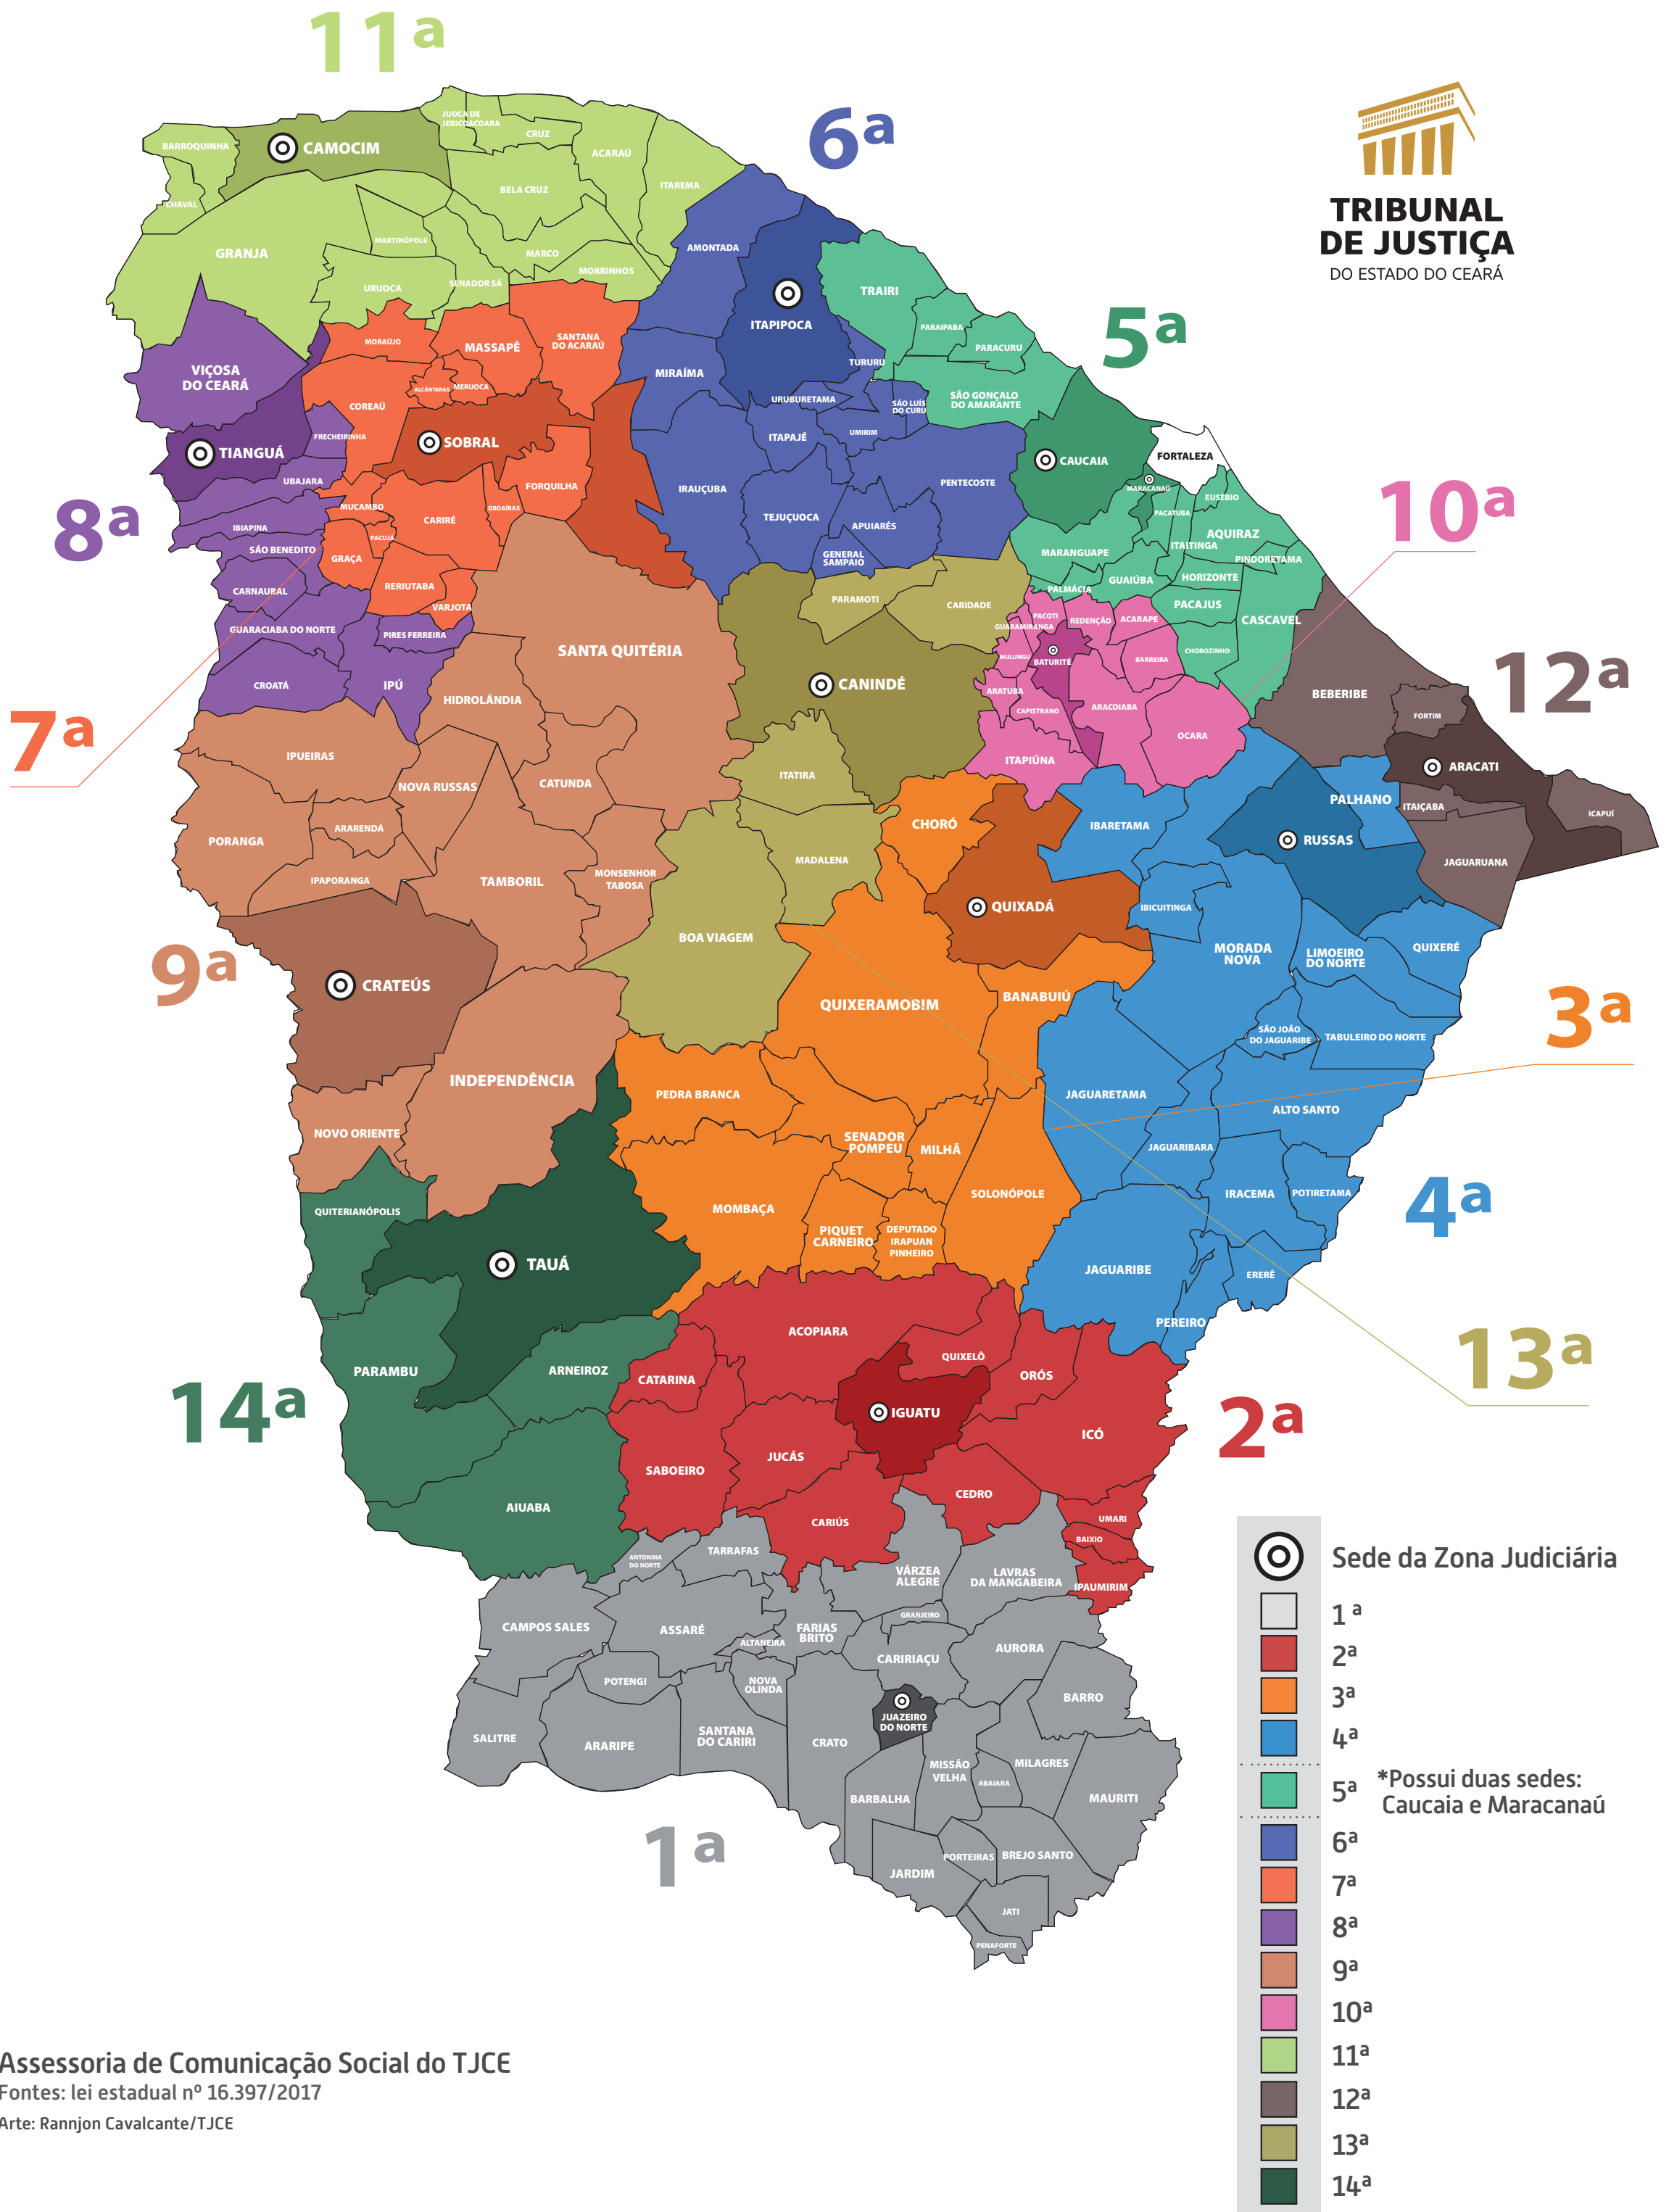 11ª
6ª
TRIBUNAL
DE JUSTIÇA
DO ESTADO DO CEARÁ
JIJOCA DE
JERICOACOARA
CRUZ
BARROQUINHA
CAMOCIM
ACARAÚ
BELA CRUZ
ITAREMA
CHAVAL
GRANJA
MARTINÓPOLE
MARCO
MORRINHOS
URUOCA
SENADOR SÁ
AMONTADA
TRAIRI
ITAPIPOCA
PARAIPABA
PARACURU
5ª
MORAÚJO
MASSAPÊ
SANTANA
DO ACARAÚ
VIÇOSA
DO CEARÁ
MIRAÍMA
TURURU
ALCÂNTARAS
MERUOCA
COREAÚ
URUBURETAMA
SÃO LUÍS
DO CURU
SÃO GONÇALO
DO AMARANTE
FRECHEIRINHA
SOBRAL
ITAPAJÉ
UMIRIM
TIANGUÁ
CAUCAIA
FORTALEZA
UBAJARA
IRAUÇUBA
PENTECOSTE
MARACANAÚ
EUSÉBIO
10ª
FORQUILHA
MUCAMBO
GROAÍRAS
CARIRÉ
TEJUÇUOCA
APUIARÉS
PACATUBA
AQUIRAZ
8ª
IBIAPINA
PACUJÁ
ITAITINGA
SÃO BENEDITO
GRAÇA
GENERAL
SAMPAIO
MARANGUAPE
PINDORETAMA
CARNAUBAL
RERIUTABA
VARJOTA
PARAMOTI
CARIDADE
PALMÁCIA
GUAIÚBA
HORIZONTE
PACAJUS
CASCAVEL
GUARACIABA DO NORTE
PIRES FERREIRA
PACOTI
GUARAMIRANGA
REDENÇÃO
ACARAPE
SANTA QUITÉRIA
MULUNGU
BATURITÉ
BARREIRA
CHOROZINHO
12ª
CROATÁ
IPÚ
HIDROLÂNDIA
CANINDÉ
ARATUBA
CAPISTRANO
ARACOIABA
BEBERIBE
FORTIM
7ª
OCARA
IPUEIRAS
NOVA RUSSAS
CATUNDA
ITATIRA
ITAPIÚNA
ARACATI
PALHANO
ITAIÇABA
ICAPUÍ
PORANGA
ARARENDÁ
CHORÓ
IBARETAMA
RUSSAS
MADALENA
JAGUARUANA
IPAPORANGA
TAMBORIL
MONSENHOR
TABOSA
QUIXADÁ
IBICUITINGA
BOA VIAGEM
MORADA
NOVA
LIMOEIRO
DO NORTE
QUIXERÉ
9ª
CRATEÚS
QUIXERAMOBIM
BANABUIÚ
3ª
SÃO JOÃO
DO JAGUARIBE
TABULEIRO DO NORTE
INDEPENDÊNCIA
PEDRA BRANCA
JAGUARETAMA
ALTO SANTO
NOVO ORIENTE
SENADOR
POMPEU
MILHÃ
JAGUARIBARA
4ª
QUITERIANÓPOLIS
MOMBAÇA
SOLONÓPOLE
IRACEMA
POTIRETAMA
PIQUET
CARNEIRO
DEPUTADO
IRAPUAN
PINHEIRO
TAUÁ
JAGUARIBE
ERERÊ
PEREIRO
ACOPIARA
13ª
PARAMBU
ARNEIROZ
CATARINA
QUIXELÔ
ORÓS
14ª
IGUATU
2ª
ICÓ
JUCÁS
SABOEIRO
AIUABA
CEDRO
CARIÚS
UMARI
BAIXIO
ANTONINA
DO NORTE
TARRAFAS
VÁRZEA
ALEGRE
LAVRAS
DA MANGABEIRA
IPAUMIRIM
CAMPOS SALES
ASSARÉ
GRANJEIRO
ALTANEIRA
FARIAS
BRITO
CARIRIAÇU
AURORA
POTENGI
NOVA
OLINDA
BARRO
JUAZEIRO
DO NORTE
SALITRE
ARARIPE
SANTANA
DO CARIRI
CRATO
MISSÃO
VELHA
MILAGRES
ABAIARA
BARBALHA
MAURITI
1ª
PORTEIRAS
BREJO SANTO
JARDIM
JATI
PENAFORTE
Sede da Zona Judiciária
1ª
2ª
3ª
4ª
5ª
*Possui duas sedes:
Caucaia e Maracanaú
6ª
7ª
8ª
9ª
10ª
11ª
12ª
13ª
14ª
Assessoria de Comunicação Social do TJCE
Fontes: lei estadual nº 16.397/2017
Arte: Rannjon Cavalcante/TJCE